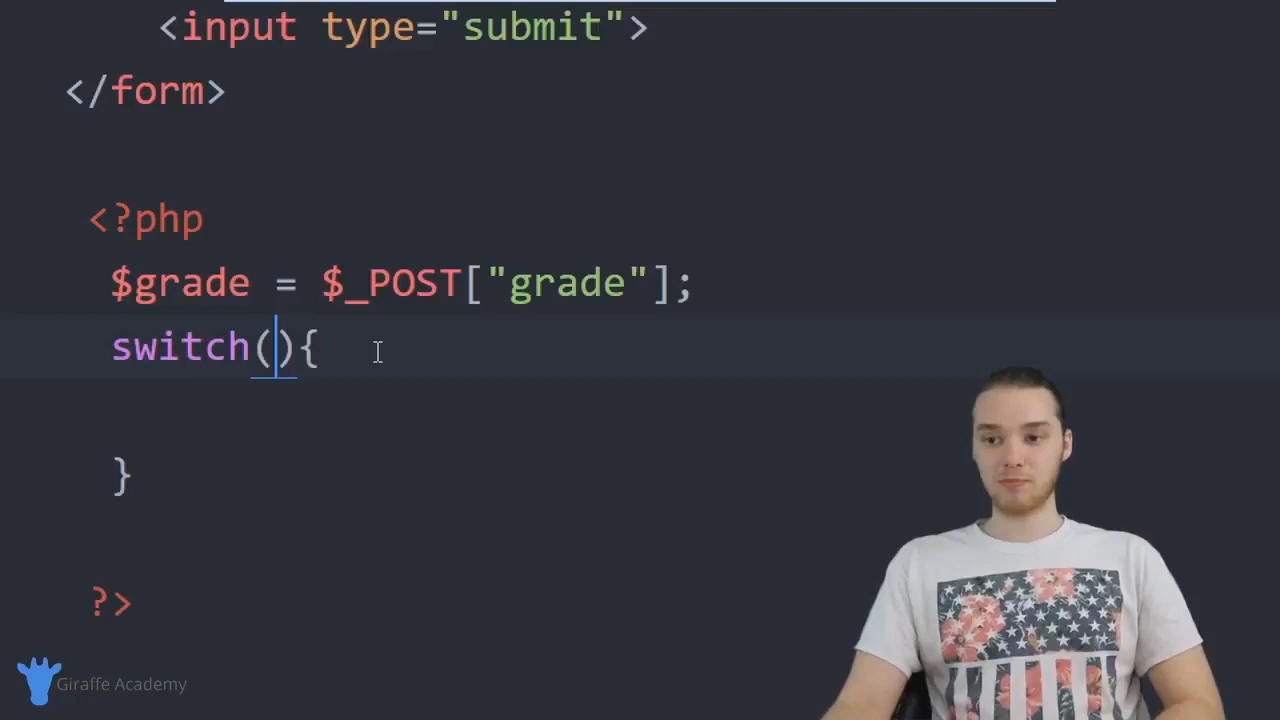 <input type="submit">
</form>
<?php
$grade = $_POST["grade"];
switch(){
}
?>
Giraffe Academy